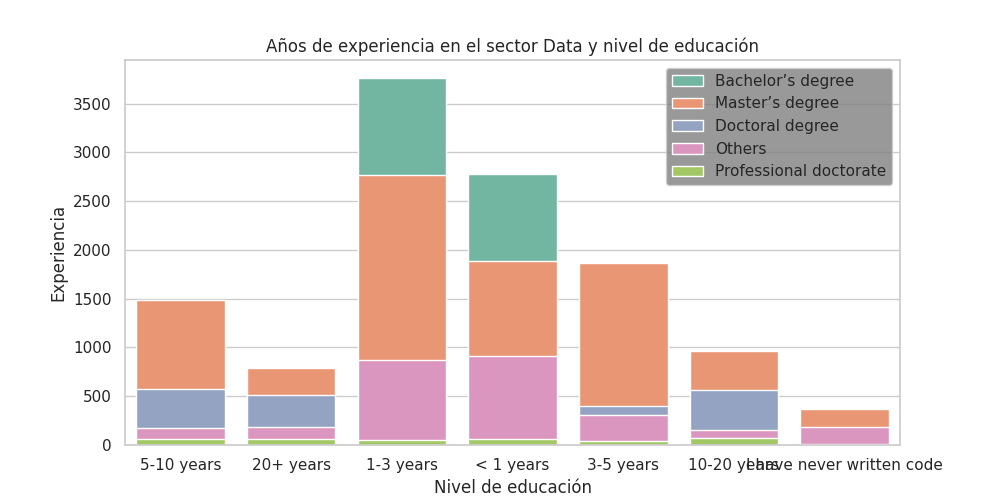 Años de experiencia en el sector Data y nivel de educación
Bachelor’s degree
Master’s degree
Doctoral degree
Others
Professional doctorate
Experiencia
3500
3000
2500
2000
1500
1000
500
0
5-10 years
20+ years
1-3 years
< 1 years
3-5 years
10-20 years
I have never written code
Nivel de educación